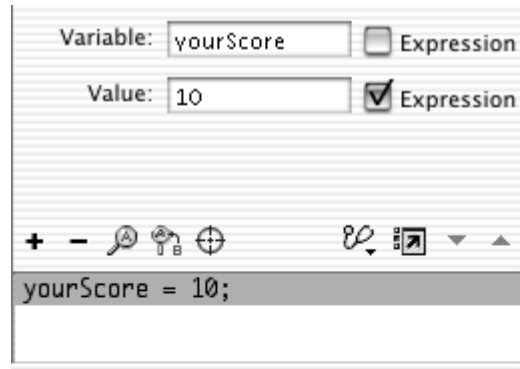 Variable: yourScore Expression
Value: 10 Expression
yourScore = 10;